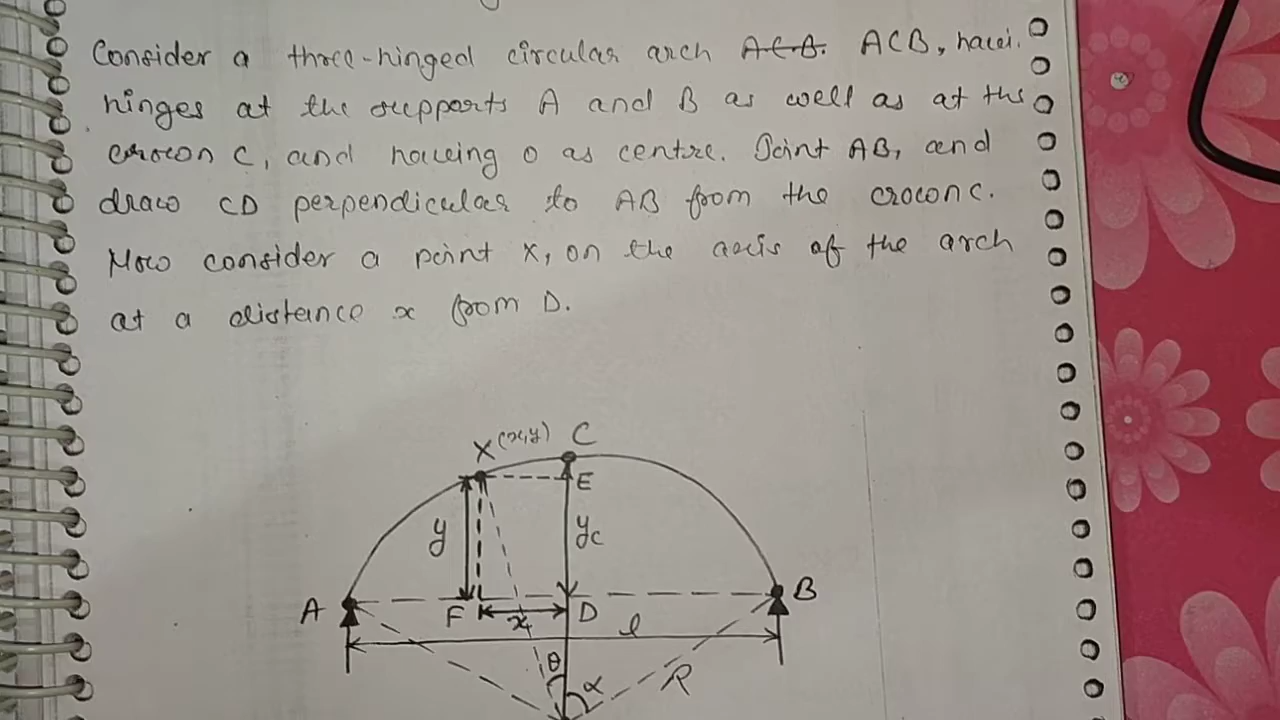 Consider a three-hinged circular arch A.C.B. ACB, havi.
hinges at the supports A and B as well as at the
crown C, and having O as centre. Joint AB, and
draw CD perpendicular to AB from the crown C.
Now consider a point X, on the axis of the arch
at a distance x from D.
X (x,y) C
E
y yc
A F x D B
l
θ α R